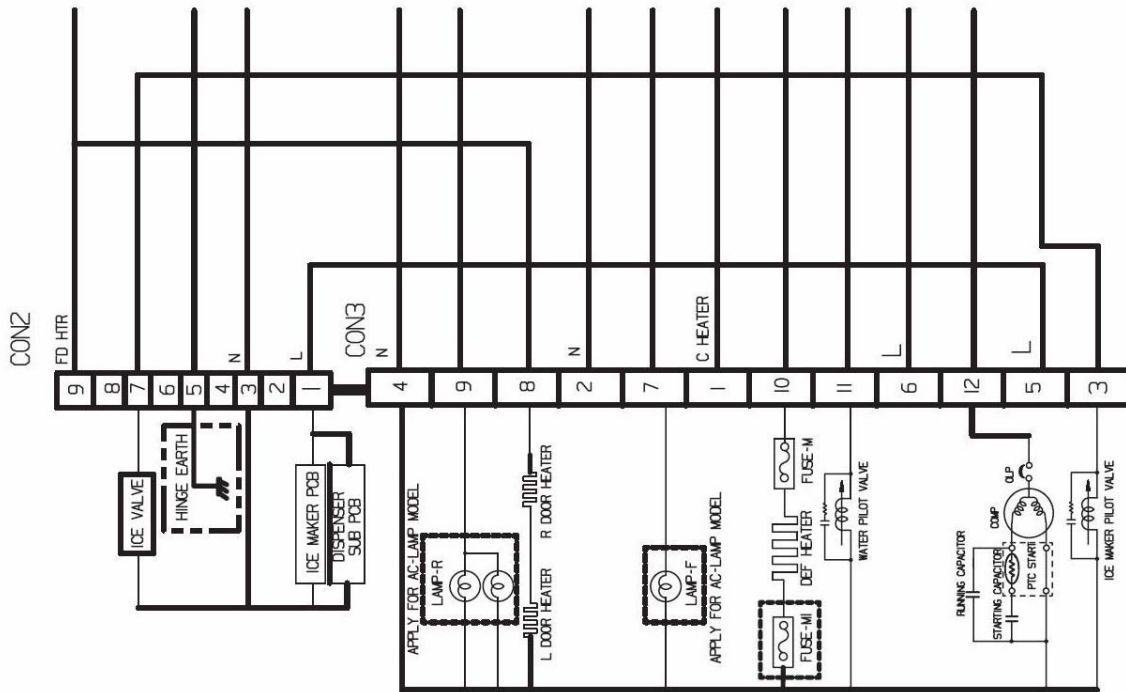 CON2
FD HTR
9
8
7
6
5
4
N
3
2
L
1
ICE VALVE
HINGE EARTH
ICE MAKER PCB
DISPENSER
SUB PCB
CON3
N
4
9
8
N
2
7
C HEATER
1
10
11
L
6
12
L
5
3
APPLY FOR AC-LAMP MODEL
LAMP-R
L DOOR HEATER
R DOOR HEATER
LAMP-F
APPLY FOR AC-LAMP MODEL
FUSE-M1
DEF HEATER
FUSE-M
WATER PILOT VALVE
RUNNING CAPACITOR
STARTING CAPACITOR
PTC START
COMP
OLP
ICE MAKER PILOT VALVE